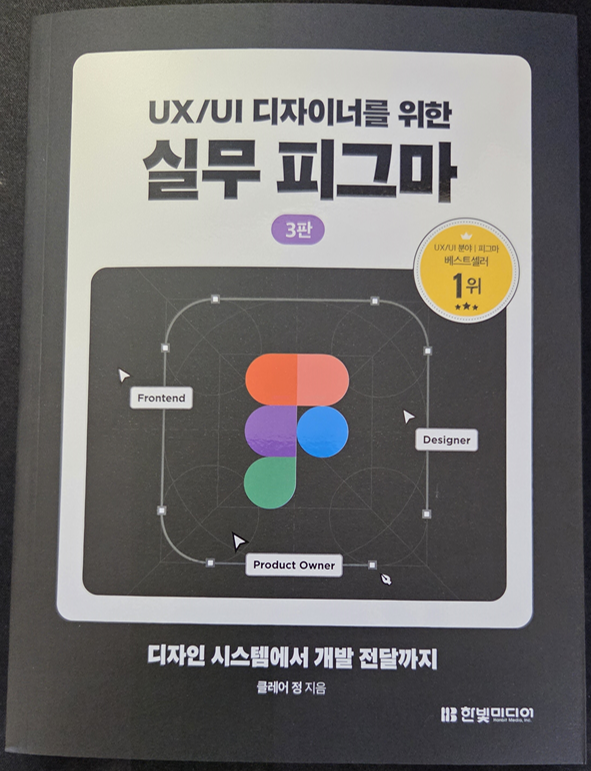 UX/UI 디자이너를 위한
실무 피그마
3판
UX/UI 분야 | 피그마
베스트셀러
1위
Frontend
Designer
Product Owner
디자인 시스템에서 개발 전달까지
클레어 정 지음
한빛미디어
Hanbit Media, Inc.